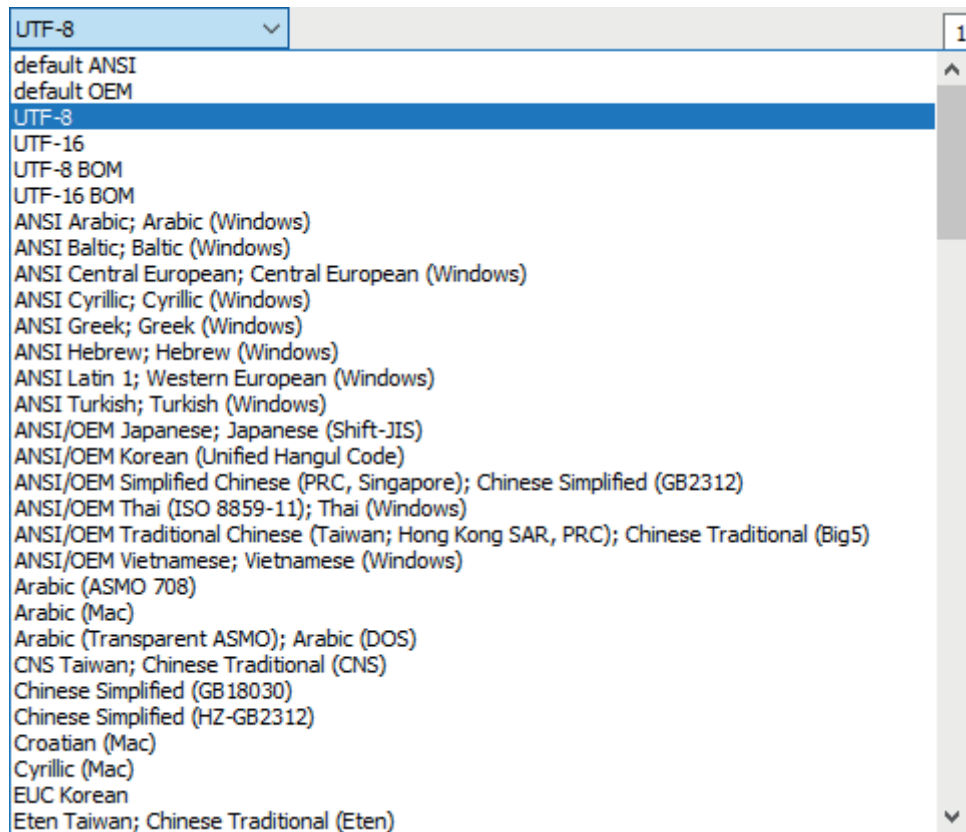 UTF-8
1
default ANSI
default OEM
UTF-8
UTF-16
UTF-8 BOM
UTF-16 BOM
ANSI Arabic; Arabic (Windows)
ANSI Baltic; Baltic (Windows)
ANSI Central European; Central European (Windows)
ANSI Cyrillic; Cyrillic (Windows)
ANSI Greek; Greek (Windows)
ANSI Hebrew; Hebrew (Windows)
ANSI Latin 1; Western European (Windows)
ANSI Turkish; Turkish (Windows)
ANSI/OEM Japanese; Japanese (Shift-JIS)
ANSI/OEM Korean (Unified Hangul Code)
ANSI/OEM Simplified Chinese (PRC, Singapore); Chinese Simplified (GB2312)
ANSI/OEM Thai (ISO 8859-11); Thai (Windows)
ANSI/OEM Traditional Chinese (Taiwan; Hong Kong SAR, PRC); Chinese Traditional (Big5)
ANSI/OEM Vietnamese; Vietnamese (Windows)
Arabic (ASMO 708)
Arabic (Mac)
Arabic (Transparent ASMO); Arabic (DOS)
CNS Taiwan; Chinese Traditional (CNS)
Chinese Simplified (GB18030)
Chinese Simplified (HZ-GB2312)
Croatian (Mac)
Cyrillic (Mac)
EUC Korean
Eten Taiwan; Chinese Traditional (Eten)